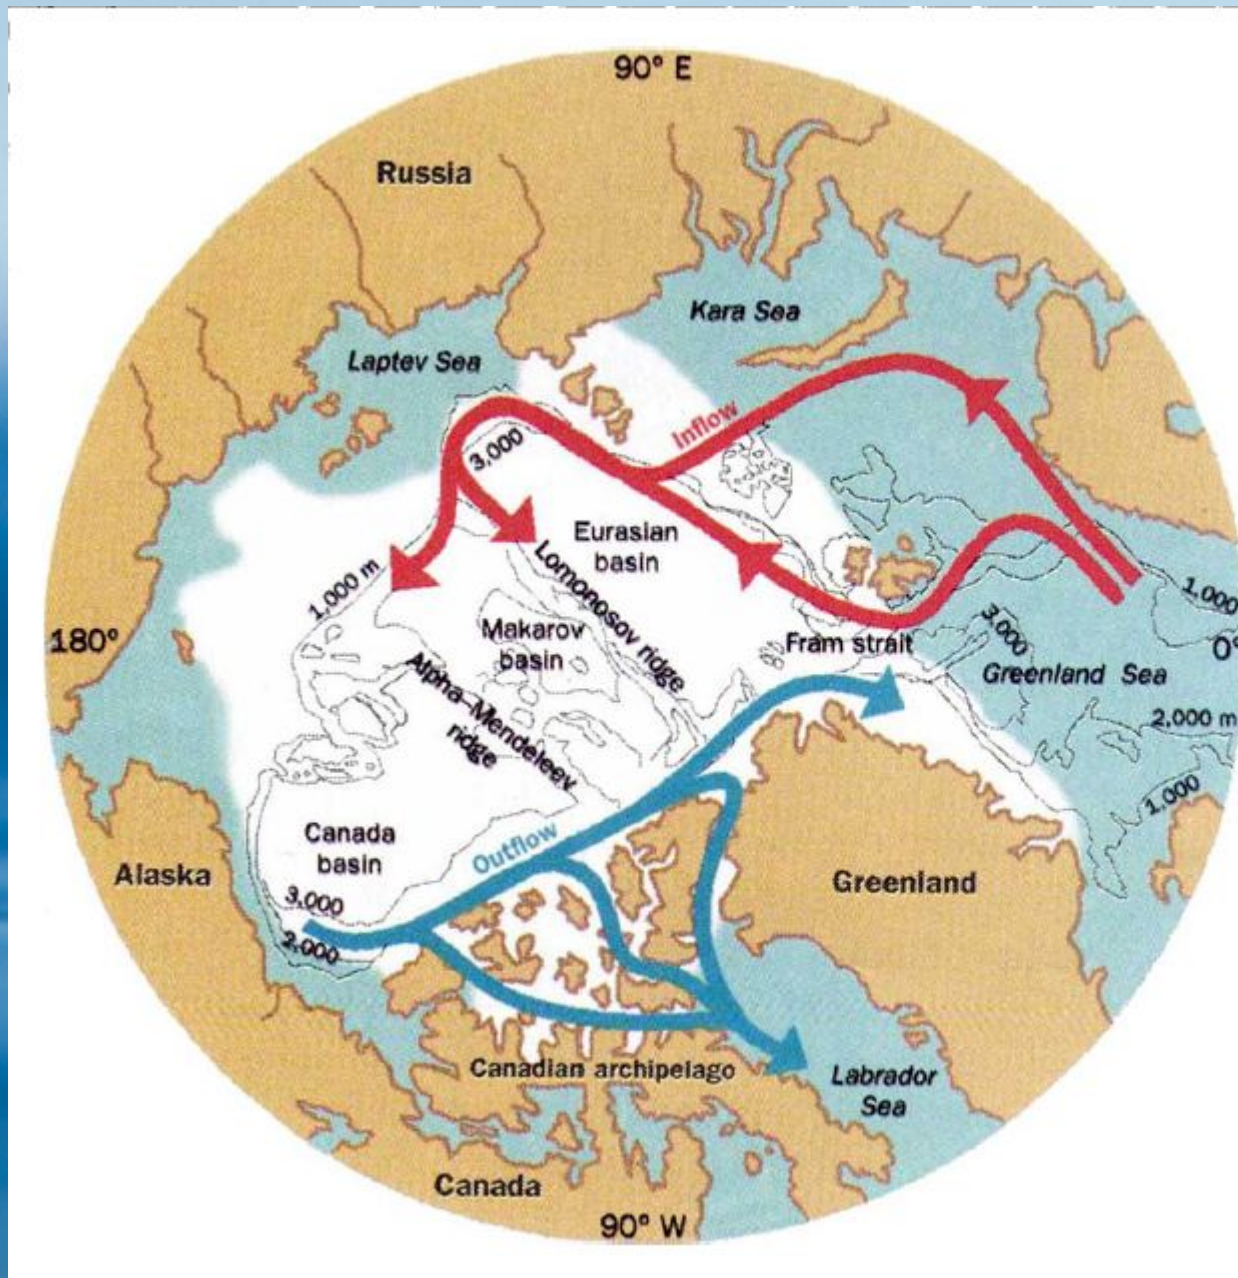 90° E
Russia
Kara Sea
Laptev Sea
Inflow
3,000
Eurasian
basin
1,000 m
Lomonosov ridge
1,000
Makarov
basin
Fram strait
3,000
180°
0°
Greenland Sea
Alpha–Mendeleev
ridge
2,000 m
1,000
Canada
basin
Outflow
Alaska
Greenland
3,000
2,000
Canadian archipelago
Labrador
Sea
Canada
90° W